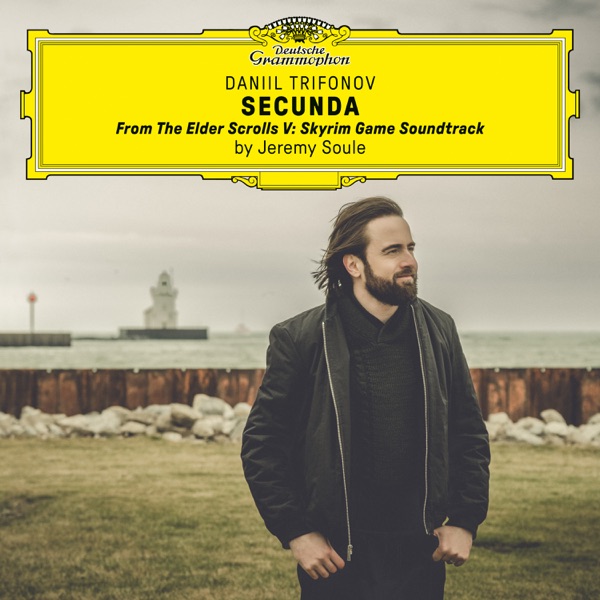 Deutsche
Grammophon
DANIIL TRIFONOV
SECUNDA
From The Elder Scrolls V: Skyrim Game Soundtrack
by Jeremy Soule